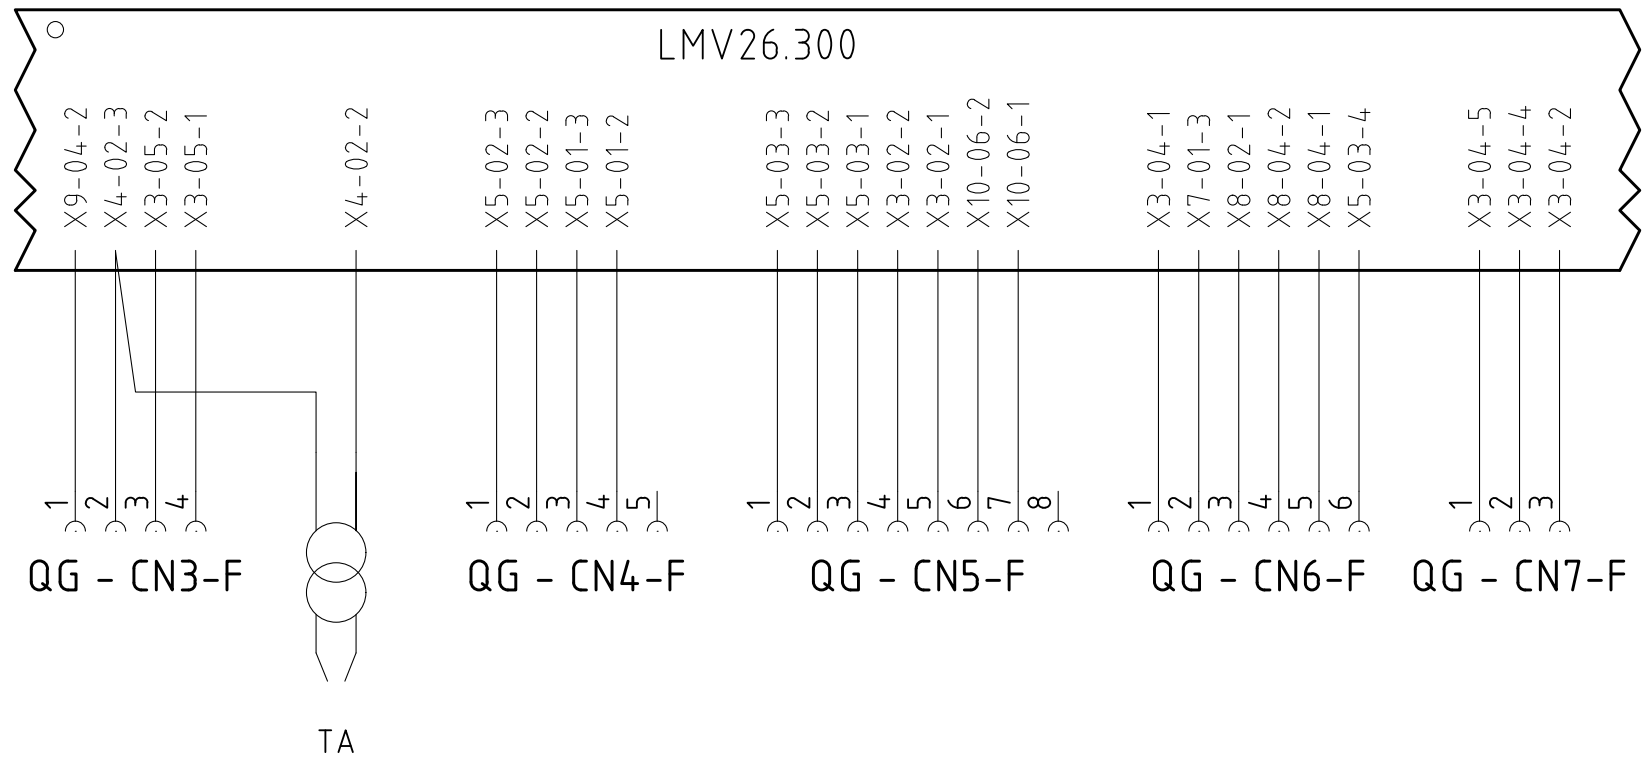 LMV26.300
X9-04-2
X4-02-3
X3-05-2
X3-05-1
X4-02-2
X5-02-3
X5-02-2
X5-01-3
X5-01-2
X5-03-3
X5-03-2
X5-03-1
X3-02-2
X3-02-1
X10-06-2
X10-06-1
X3-04-1
X7-01-3
X8-02-1
X8-04-2
X8-04-1
X5-03-4
X3-04-5
X3-04-4
X3-04-2
1 2 3 4
1 2 3 4 5
1 2 3 4 5 6 7 8
1 2 3 4 5 6
1 2 3
QG - CN3-F
QG - CN4-F
QG - CN5-F
QG - CN6-F
QG - CN7-F
TA